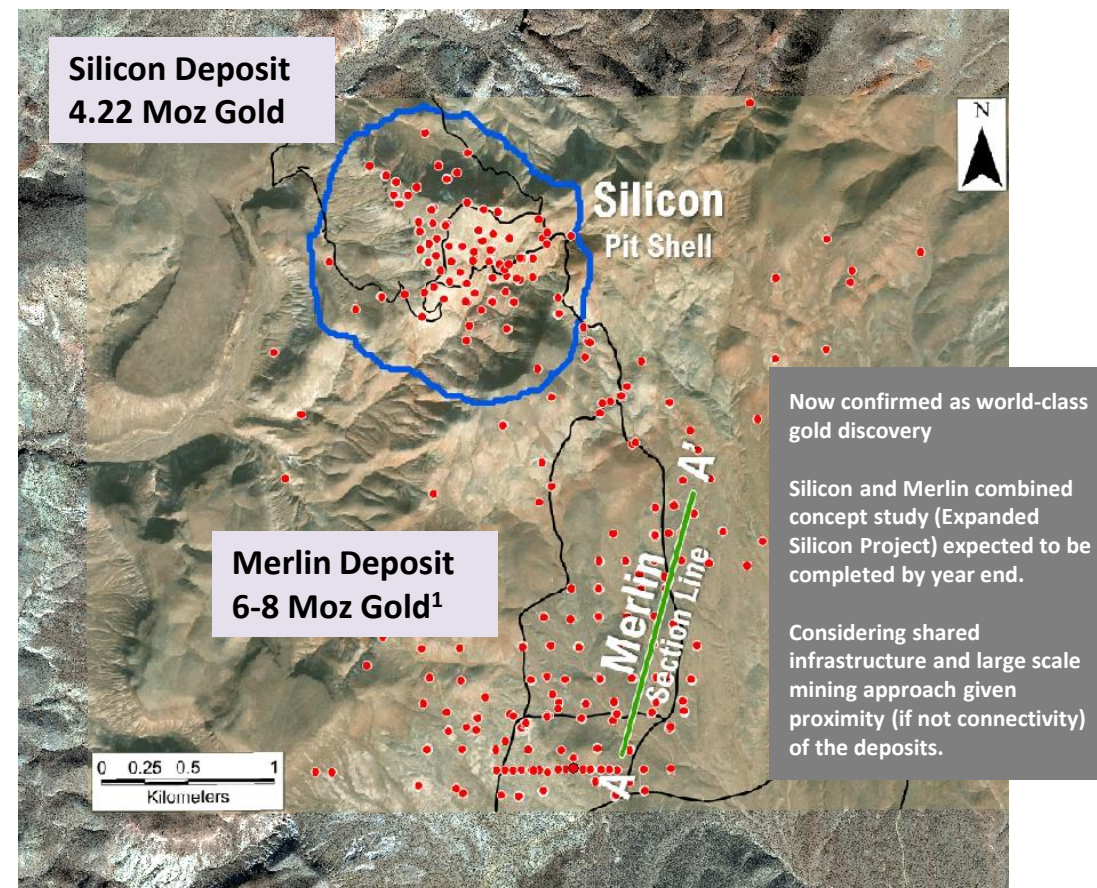 Silicon Deposit
4.22 Moz Gold
N
Silicon
Pit Shell
Now confirmed as world-class
gold discovery
Silicon and Merlin combined
concept study (Expanded
Silicon Project) expected to be
completed by year end.
Considering shared
infrastructure and large scale
mining approach given
proximity (if not connectivity)
of the deposits.
A'
Merlin
Section Line
A
Merlin Deposit
6-8 Moz Gold¹
0 0.25 0.5 1
Kilometers